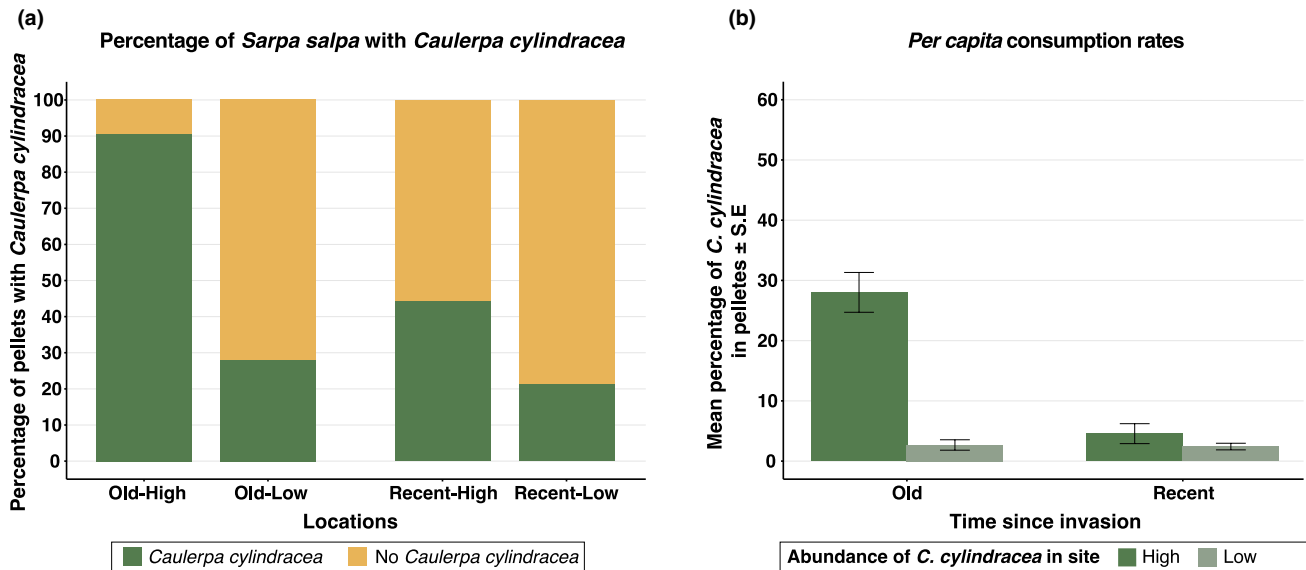 (a)
Percentage of Sarpa salpa with Caulerpa cylindracea
Percentage of pellets with Caulerpa cylindracea
100
90
80
70
60
50
40
30
20
10
0
Old-High Old-Low Recent-High Recent-Low
Locations
Caulerpa cylindracea No Caulerpa cylindracea
(b)
Per capita consumption rates
Mean percentage of C. cylindracea
in pelletes ± S.E
60
50
40
30
20
10
0
Old Recent
Time since invasion
Abundance of C. cylindracea in site High Low